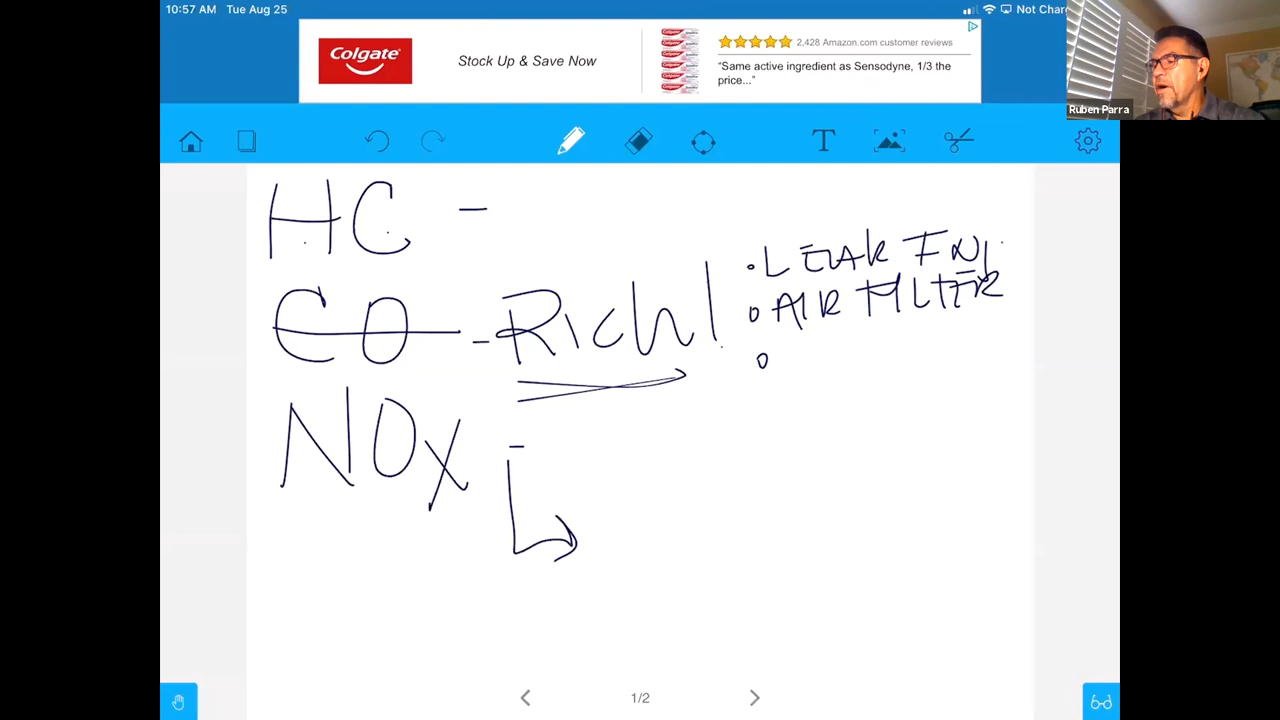 10:57 AM Tue Aug 25
Not Charg
Colgate
Stock Up & Save Now
2,428 Amazon.com customer reviews
"Same active ingredient as Sensodyne, 1/3 the
price..."
Ruben Parra
T
HC -
• LEAK INJ.
CO - Rich!
• AIR FILTER
NOx -
1/2